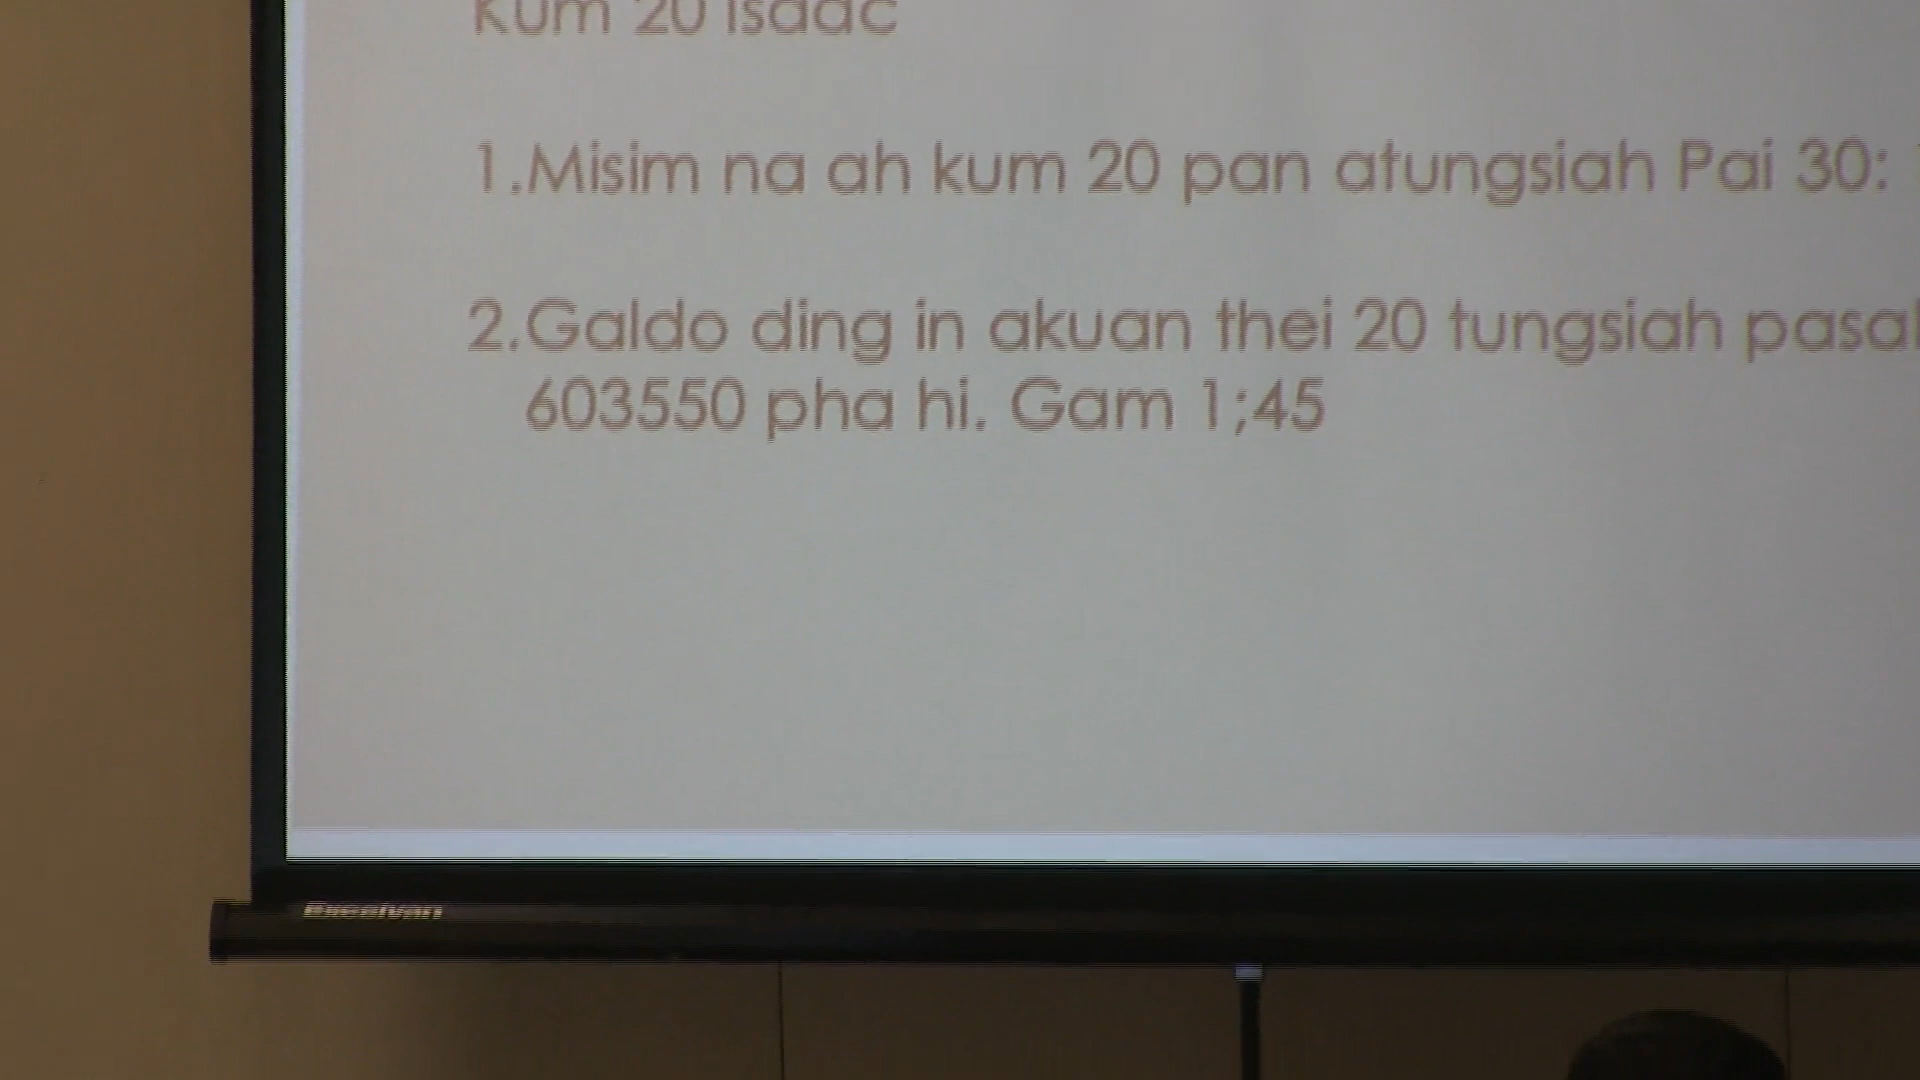 Kum 20 Isaac
1.Misim na ah kum 20 pan atungsiah Pai 30:
2.Galdo ding in akuan thei 20 tungsiah
603550 pha hi. Gam 1;45
Excelvan